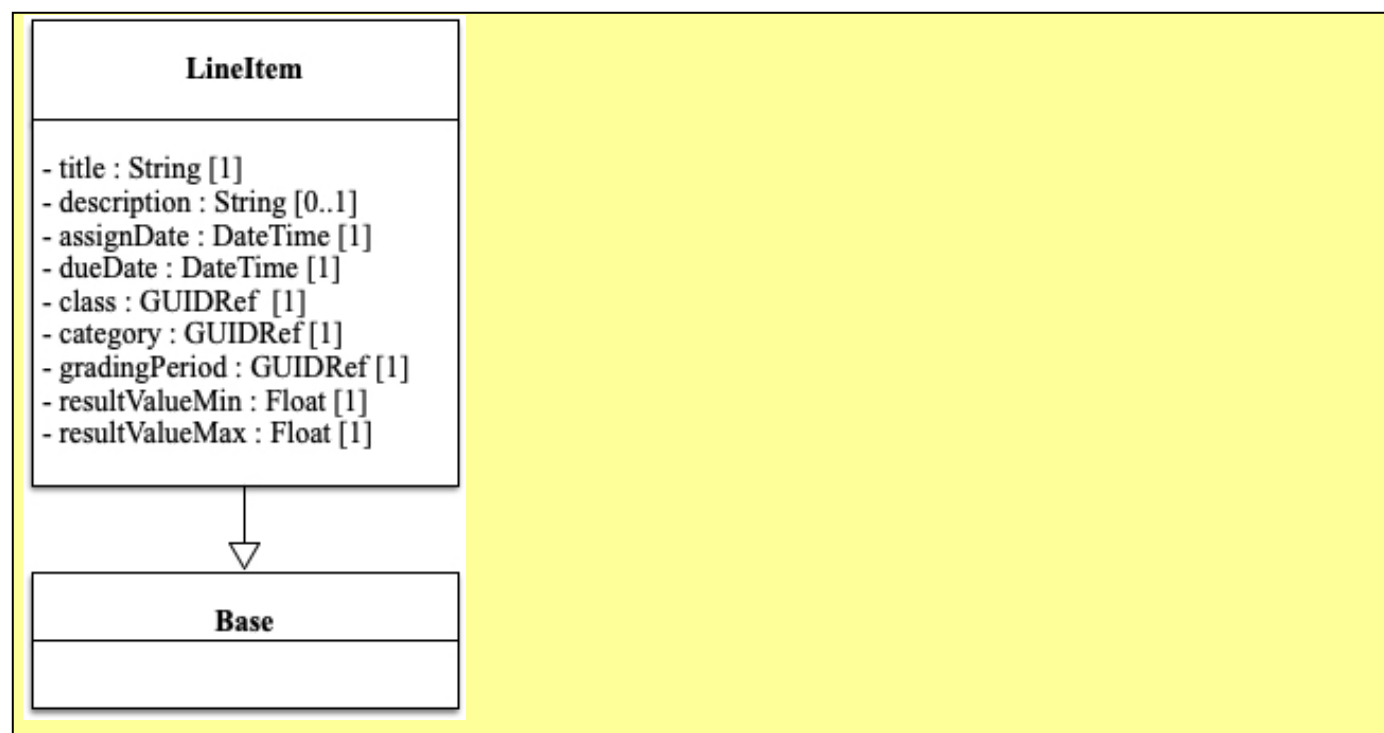 LineItem
- title : String [1]
- description : String [0..1]
- assignDate : DateTime [1]
- dueDate : DateTime [1]
- class : GUIDRef  [1]
- category : GUIDRef [1]
- gradingPeriod : GUIDRef [1]
- resultValueMin : Float [1]
- resultValueMax : Float [1]
Base